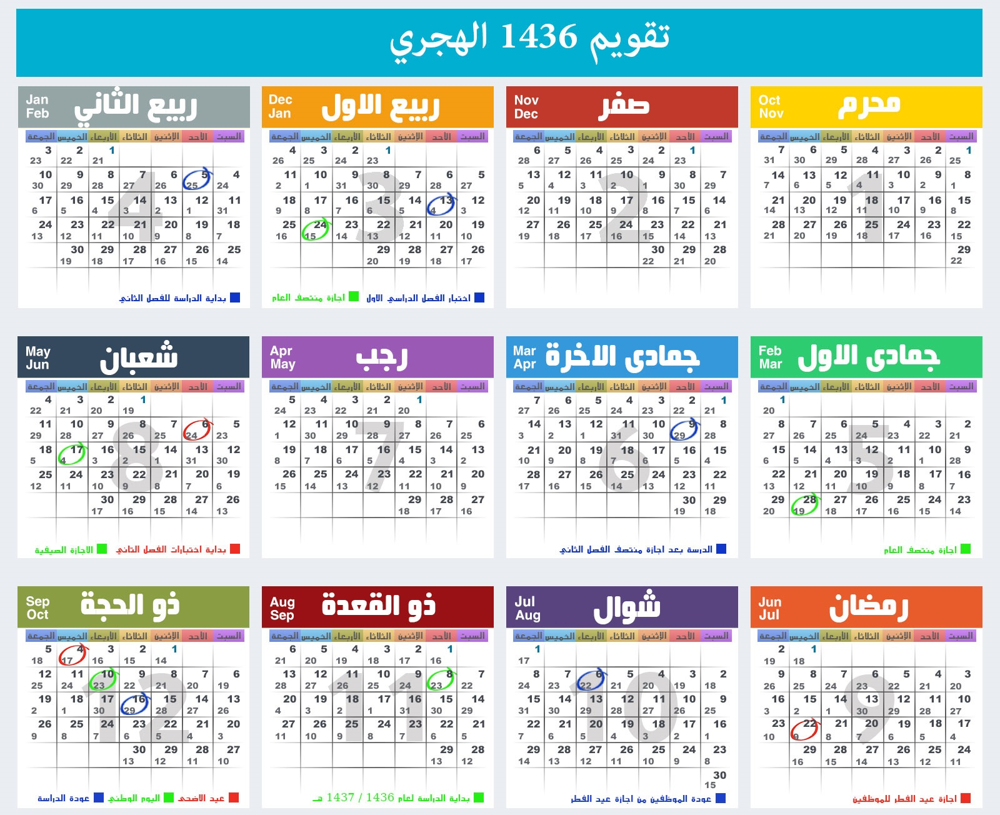 تقويم 1436 الهجري
محرم
Oct
Nov
السبت الأحد الإثنين الثلاثاء الأربعاء الخميس الجمعة
1 2 3 4 5 6 7
25 26 27 28 29 30 31
8 9 10 11 12 13 14
1 2 3 4 5 6 7
15 16 17 18 19 20 21
8 9 10 11 12 13 14
22 23 24 25 26 27 28
15 16 17 18 19 20 21
29
22
1
صفر
Nov
Dec
السبت الأحد الإثنين الثلاثاء الأربعاء الخميس الجمعة
1 2 3 4 5 6
23 24 25 26 27 28
7 8 9 10 11 12 13
29 30 1 2 3 4 5
14 15 16 17 18 19 20
6 7 8 9 10 11 12
21 22 23 24 25 26 27
13 14 15 16 17 18 19
28 29 30
20 21 22
2
ربيع الاول
Dec
Jan
السبت الأحد الإثنين الثلاثاء الأربعاء الخميس الجمعة
1 2 3 4
23 24 25 26
5 6 7 8 9 10 11
27 28 29 30 31 1 2
12 13 14 15 16 17 18
3 4 5 6 7 8 9
19 20 21 22 23 24 25
10 11 12 13 14 15 16
26 27 28 29
17 18 19 20
3
اختبار الفصل الدراسي الاول
اجازة منتصف العام
ربيع الثاني
Jan
Feb
السبت الأحد الإثنين الثلاثاء الأربعاء الخميس الجمعة
1 2 3
21 22 23
4 5 6 7 8 9 10
24 25 26 27 28 29 30
11 12 13 14 15 16 17
31 1 2 3 4 5 6
18 19 20 21 22 23 24
7 8 9 10 11 12 13
25 26 27 28 29 30
14 15 16 17 18 19
4
بداية الدراسة للفصل الثاني
جمادى الاول
Feb
Mar
السبت الأحد الإثنين الثلاثاء الأربعاء الخميس الجمعة
1
20
2 3 4 5 6 7 8
21 22 23 24 25 26 27
9 10 11 12 13 14 15
28 1 2 3 4 5 6
16 17 18 19 20 21 22
7 8 9 10 11 12 13
23 24 25 26 27 28 29
14 15 16 17 18 19 20
5
اجازة منتصف العام
جمادى الاخرة
Mar
Apr
السبت الأحد الإثنين الثلاثاء الأربعاء الخميس الجمعة
1 2 3 4 5 6 7
21 22 23 24 25 26 27
8 9 10 11 12 13 14
28 29 30 31 1 2 3
15 16 17 18 19 20 21
4 5 6 7 8 9 10
22 23 24 25 26 27 28
11 12 13 14 15 16 17
29 30
18 19
6
الدرسة بعد اجازة منتصف الفصل الثاني
رجب
Apr
May
السبت الأحد الإثنين الثلاثاء الأربعاء الخميس الجمعة
1 2 3 4 5
20 21 22 23 24
6 7 8 9 10 11 12
25 26 27 28 29 30 1
13 14 15 16 17 18 19
2 3 4 5 6 7 8
20 21 22 23 24 25 26
9 10 11 12 13 14 15
27 28 29
16 17 18
7
شعبان
May
Jun
السبت الأحد الإثنين الثلاثاء الأربعاء الخميس الجمعة
1 2 3 4
19 20 21 22
5 6 7 8 9 10 11
23 24 25 26 27 28 29
12 13 14 15 16 17 18
30 31 1 2 3 4 5
19 20 21 22 23 24 25
6 7 8 9 10 11 12
26 27 28 29 30
13 14 15 16 17
8
بداية اختبارات الفصل الثاني
الاجازة الصيفية
رمضان
Jun
Jul
السبت الأحد الإثنين الثلاثاء الأربعاء الخميس الجمعة
1 2
18 19
3 4 5 6 7 8 9
20 21 22 23 24 25 26
10 11 12 13 14 15 16
27 28 29 30 1 2 3
17 18 19 20 21 22 23
4 5 6 7 8 9 10
24 25 26 27 28 29
11 12 13 14 15 16
9
اجازة عيد الفطر للموظفين
شوال
Jul
Aug
السبت الأحد الإثنين الثلاثاء الأربعاء الخميس الجمعة
1
17
2 3 4 5 6 7 8
18 19 20 21 22 23 24
9 10 11 12 13 14 15
25 26 27 28 29 30 31
16 17 18 19 20 21 22
1 2 3 4 5 6 7
23 24 25 26 27 28 29
8 9 10 11 12 13 14
30
15
10
عودة الموظفين من اجازة عيد الفطر
ذو القعدة
Aug
Sep
السبت الأحد الإثنين الثلاثاء الأربعاء الخميس الجمعة
1 2 3 4 5 6
16 17 18 19 20 21
7 8 9 10 11 12 13
22 23 24 25 26 27 28
14 15 16 17 18 19 20
29 30 31 1 2 3 4
21 22 23 24 25 26 27
5 6 7 8 9 10 11
28 29
12 13
11
بداية الدراسة لعام 1436 / 1437 هـ
ذو الحجة
Sep
Oct
السبت الأحد الإثنين الثلاثاء الأربعاء الخميس الجمعة
1 2 3 4 5
14 15 16 17 18
6 7 8 9 10 11 12
19 20 21 22 23 24 25
13 14 15 16 17 18 19
26 27 28 29 30 1 2
20 21 22 23 24 25 26
3 4 5 6 7 8 9
27 28 29 30
10 11 12 13
12
عيد الاضحى
اليوم الوطني
عودة الدراسة